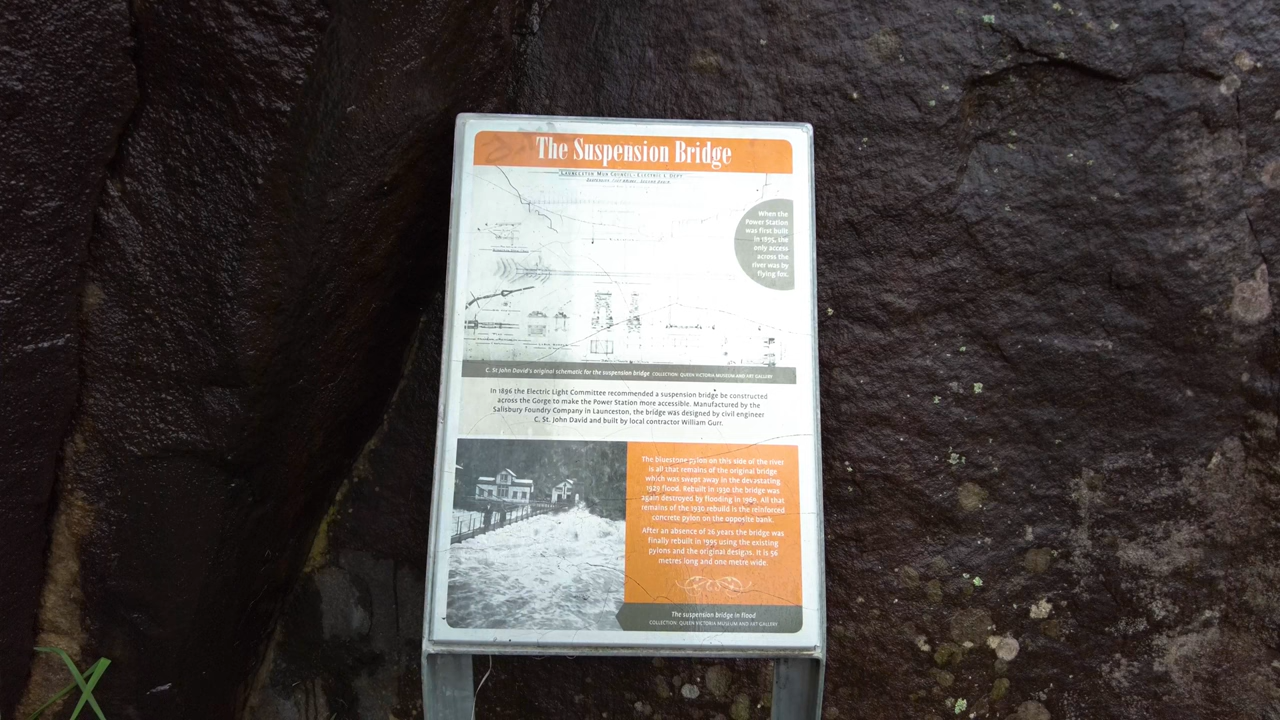 The Suspension Bridge
LAUNCESTON MUN COUNCIL - ELECTRIC L. DEPT
When the
Power Station
was first built
in 1895, the
only access
across the
river was by
flying fox.
C. St John David's original schematic for the suspension bridge COLLECTION: QUEEN VICTORIA MUSEUM AND ART GALLERY
In 1896 the Electric Light Committee recommended a suspension bridge be constructed
across the Gorge to make the Power Station more accessible. Manufactured by the
Salisbury Foundry Company in Launceston, the bridge was designed by civil engineer
C. St. John David and built by local contractor William Gurr.
The bluestone pylon on this side of the river
is all that remains of the original bridge
which was swept away in the devastating
1929 flood. Rebuilt in 1930 the bridge was
again destroyed by flooding in 1969. All that
remains of the 1930 rebuild is the reinforced
concrete pylon on the opposite bank.
After an absence of 26 years the bridge was
finally rebuilt in 1995 using the existing
pylons and the original designs. It is 56
metres long and one metre wide.
The suspension bridge in flood
COLLECTION: QUEEN VICTORIA MUSEUM AND ART GALLERY